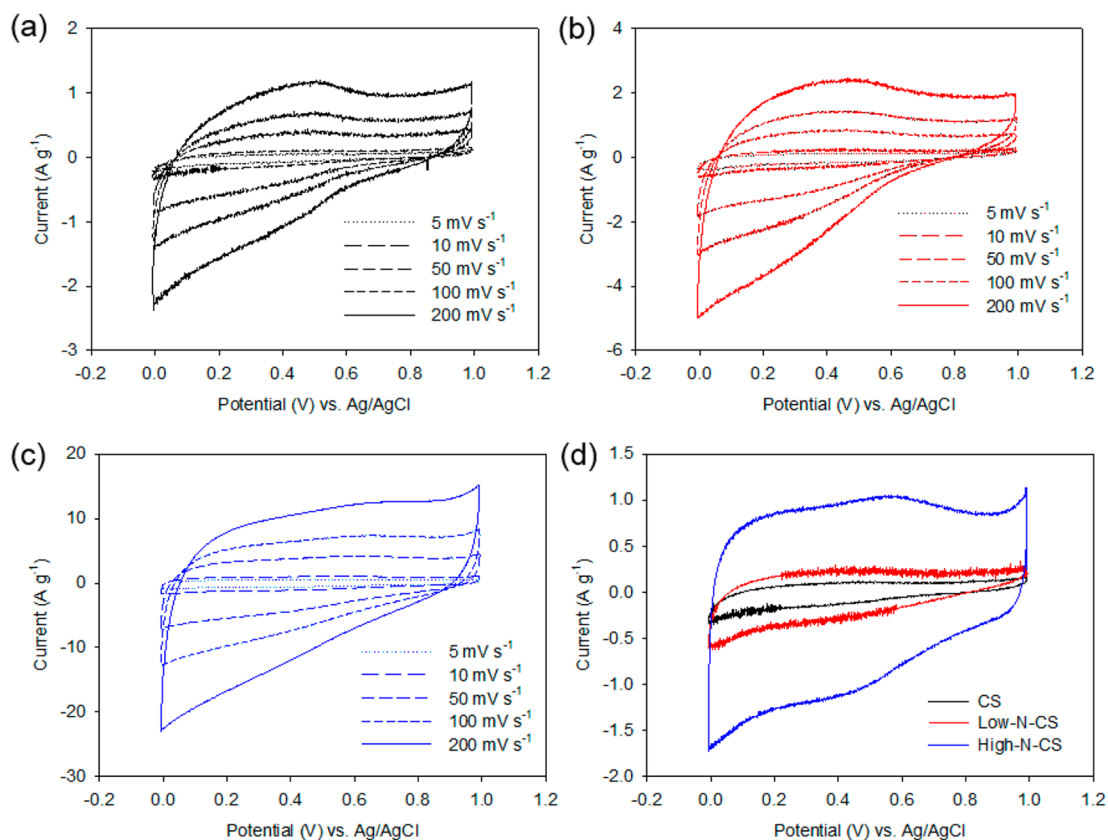 (a)
2
1
0
-1
-2
-3
Current (A g⁻¹)
5 mV s⁻¹
10 mV s⁻¹
50 mV s⁻¹
100 mV s⁻¹
200 mV s⁻¹
-0.2 0.0 0.2 0.4 0.6 0.8 1.0 1.2
Potential (V) vs. Ag/AgCl
(b)
4
2
0
-2
-4
-6
Current (A g⁻¹)
5 mV s⁻¹
10 mV s⁻¹
50 mV s⁻¹
100 mV s⁻¹
200 mV s⁻¹
-0.2 0.0 0.2 0.4 0.6 0.8 1.0 1.2
Potential (V) vs. Ag/AgCl
(c)
20
10
0
-10
-20
-30
Current (A g⁻¹)
5 mV s⁻¹
10 mV s⁻¹
50 mV s⁻¹
100 mV s⁻¹
200 mV s⁻¹
-0.2 0.0 0.2 0.4 0.6 0.8 1.0 1.2
Potential (V) vs. Ag/AgCl
(d)
1.5
1.0
0.5
0.0
-0.5
-1.0
-1.5
-2.0
Current (A g⁻¹)
CS
Low-N-CS
High-N-CS
-0.2 0.0 0.2 0.4 0.6 0.8 1.0 1.2
Potential (V) vs. Ag/AgCl